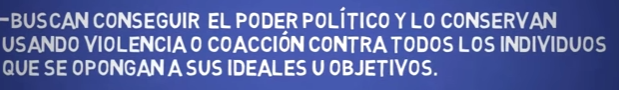 -BUSCAN CONSEGUIR EL PODER POLÍTICO Y LO CONSERVAN
USANDO VIOLENCIA O COACCIÓN CONTRA TODOS LOS INDIVIDUOS
QUE SE OPONGAN A SUS IDEALES U OBJETIVOS.